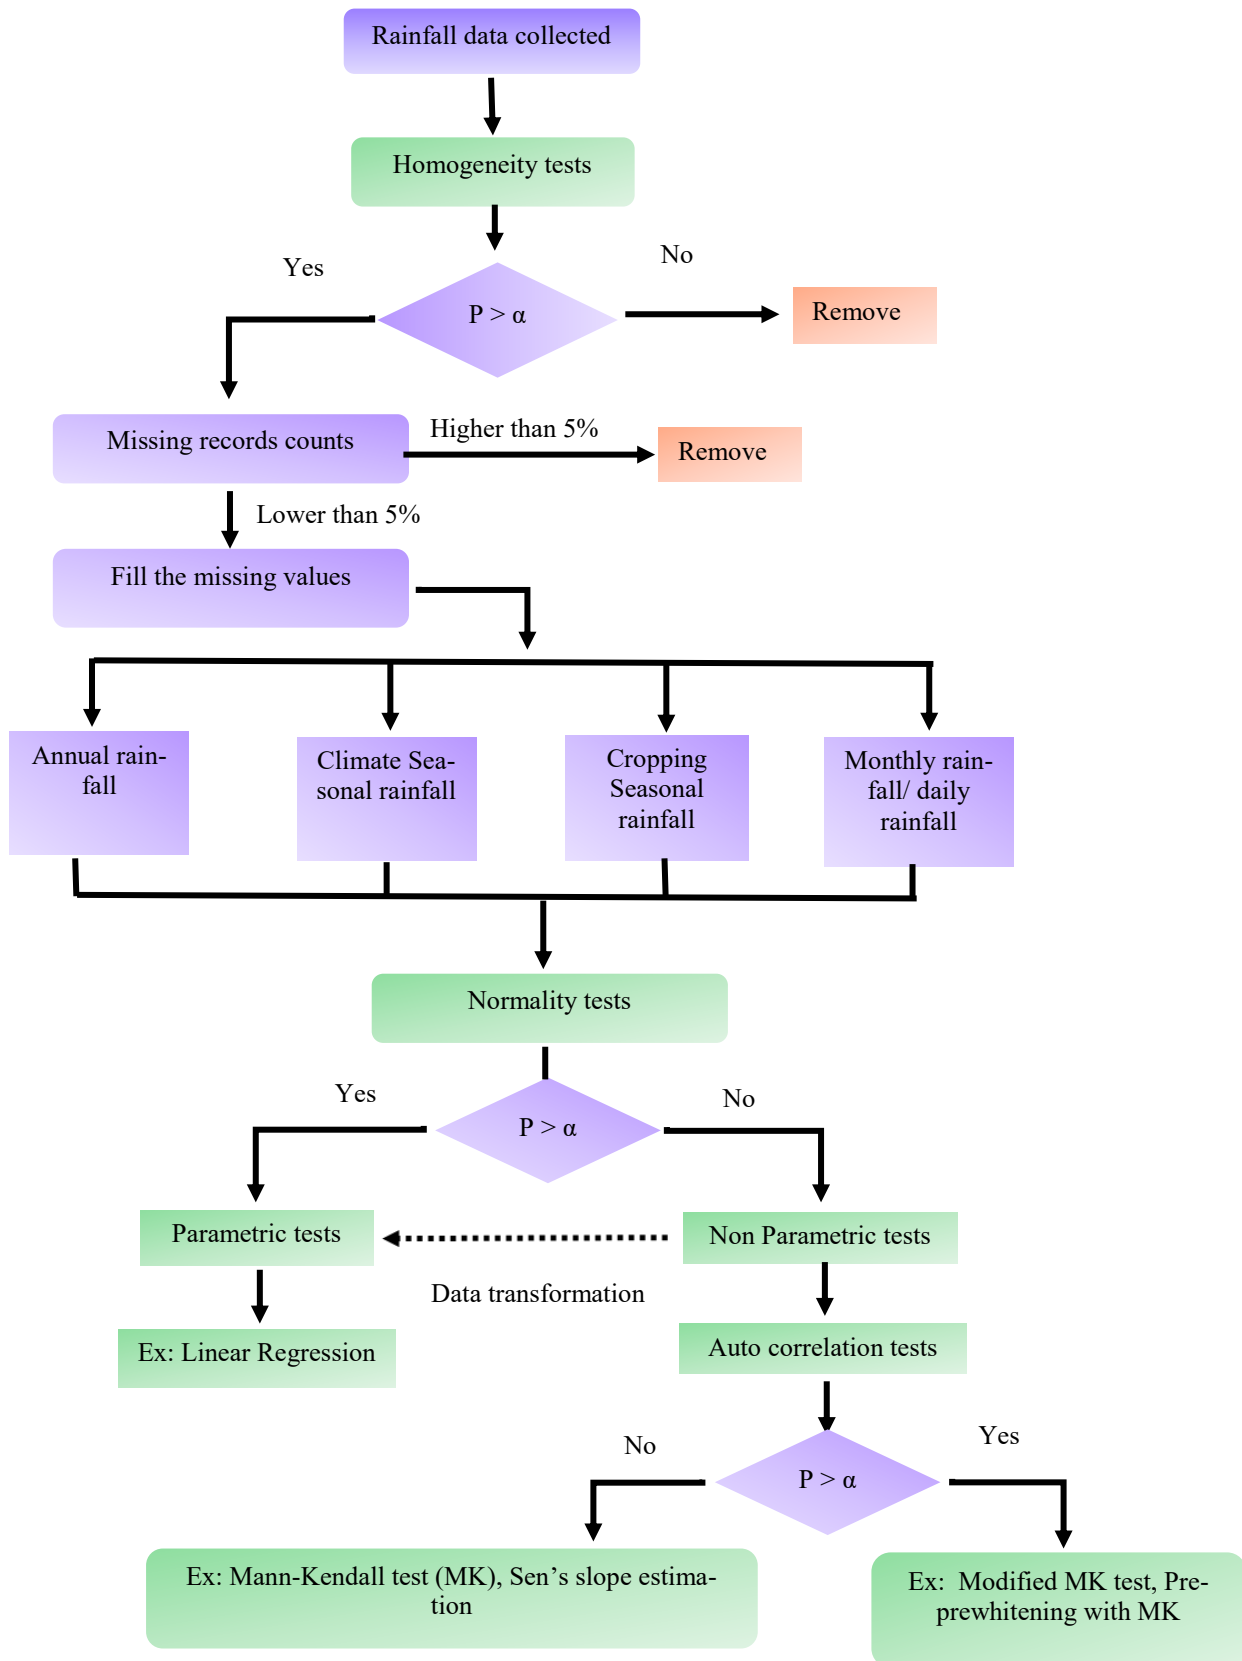 Rainfall data collected
Homogeneity tests
Yes
No
P > α
Remove
Missing records counts
Higher than 5%
Remove
Lower than 5%
Fill the missing values
Annual rain-
fall
Climate Sea-
sonal rainfall
Cropping
Seasonal
rainfall
Monthly rain-
fall/ daily
rainfall
Normality tests
Yes
No
P > α
Parametric tests
Non Parametric tests
Data transformation
Ex: Linear Regression
Auto correlation tests
No
Yes
P > α
Ex: Mann-Kendall test (MK), Sen’s slope estima-
tion
Ex:  Modified MK test, Pre-
prewhitening with MK